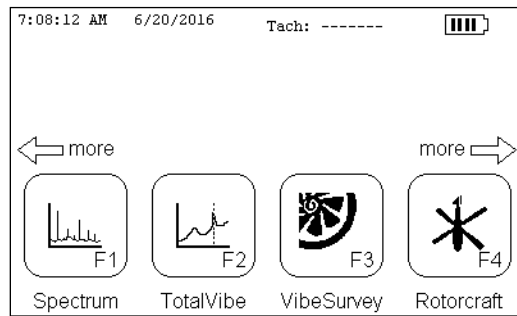 7:08:12 AM 6/20/2016 Tach: -------
more more
F1 F2 F3 F4
Spectrum TotalVibe VibeSurvey Rotorcraft